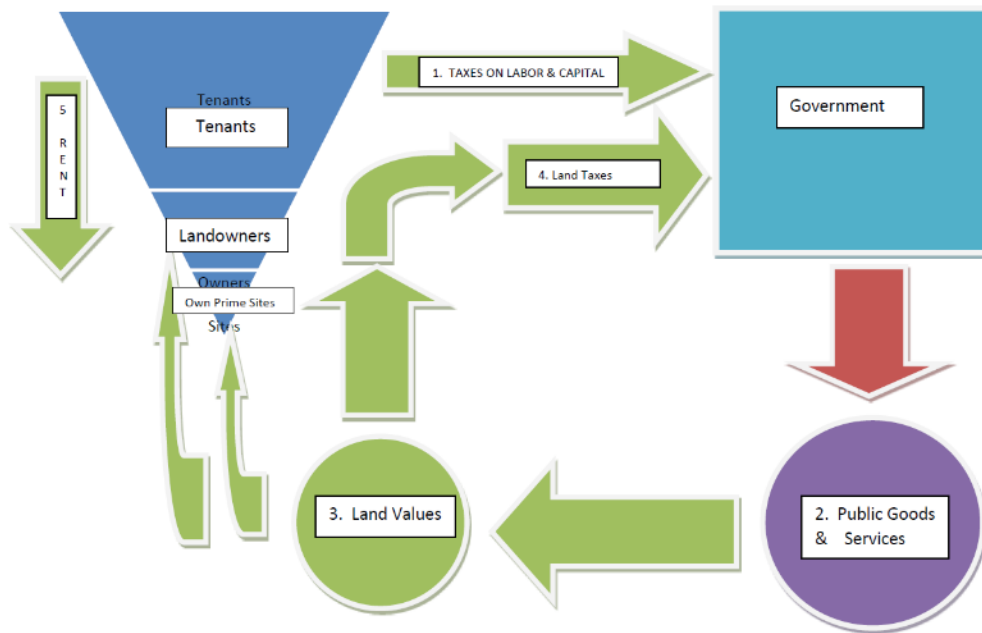 Tenants
Tenants
1. TAXES ON LABOR & CAPITAL
Government
5
R
E
N
T
4. Land Taxes
Landowners
Owners
Own Prime Sites
Sites
3. Land Values
2. Public Goods
& Services